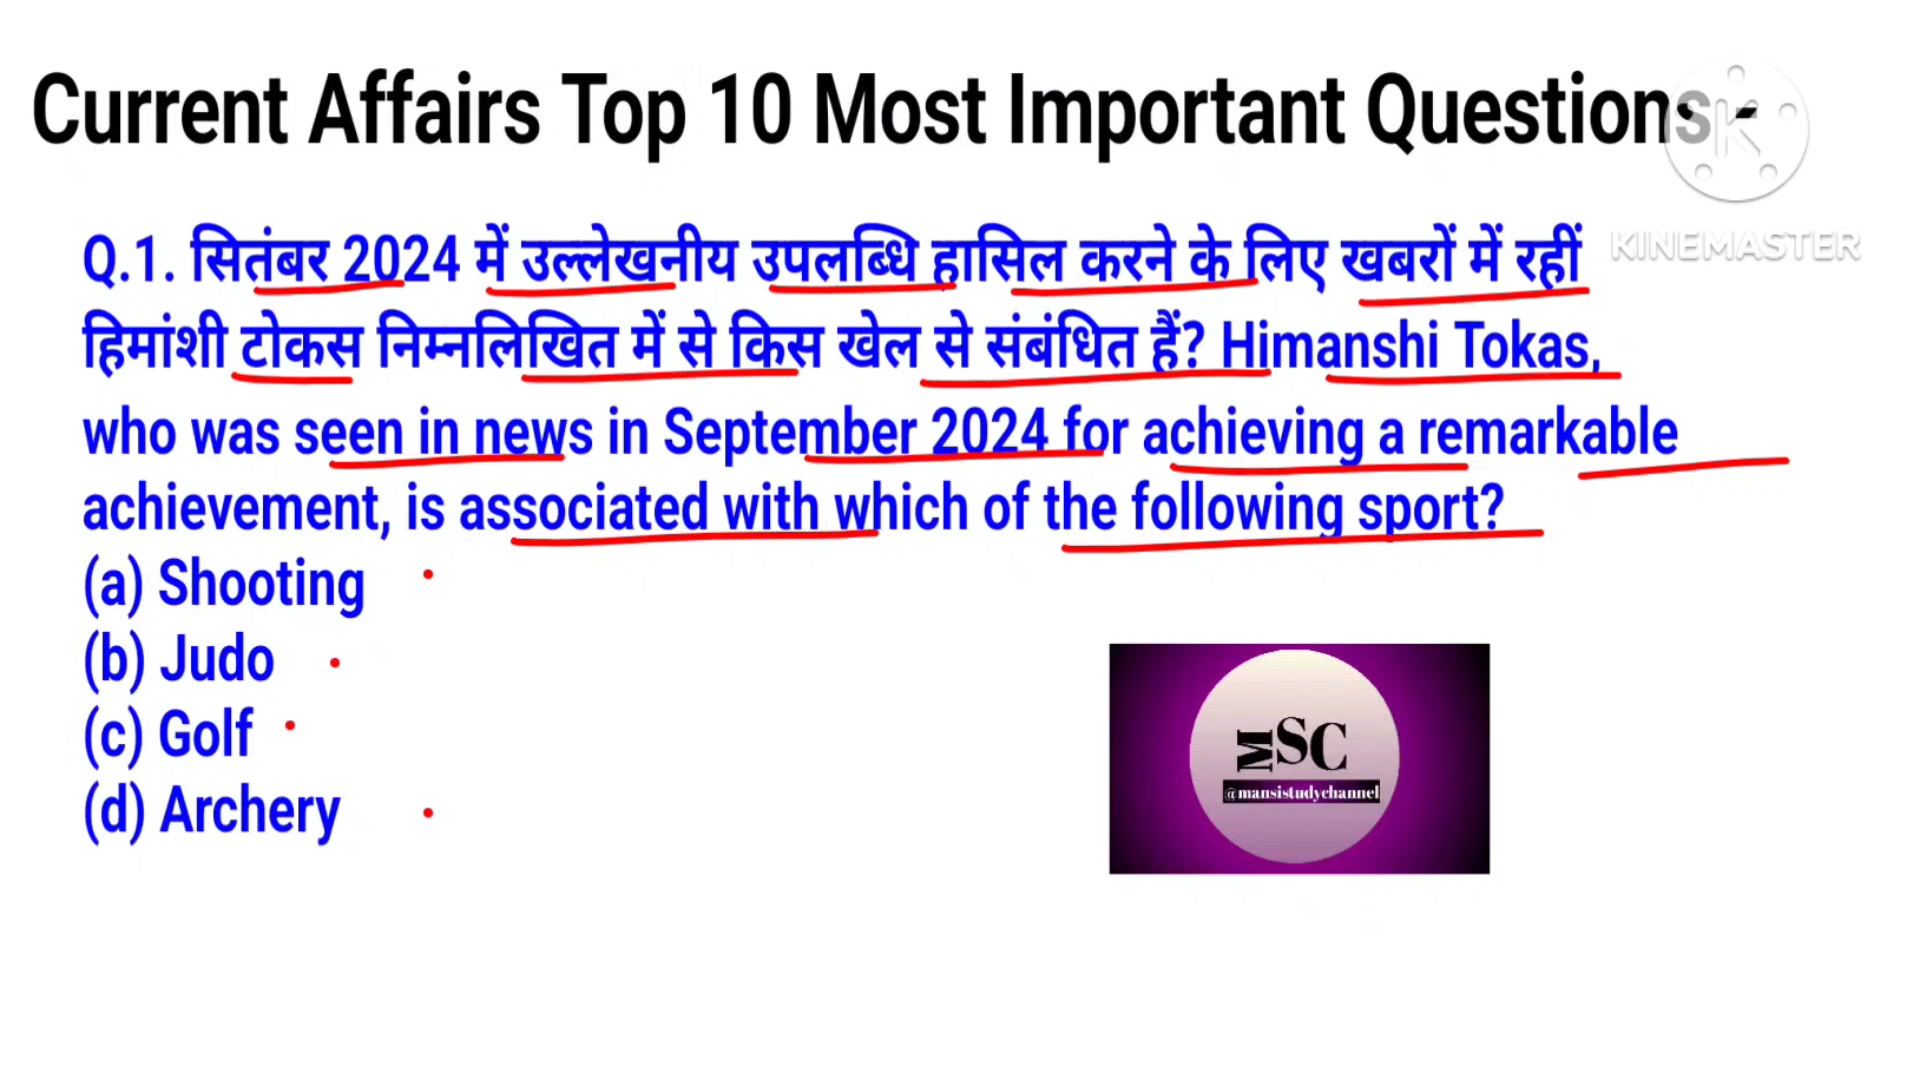 Current Affairs Top 10 Most Important Questions -
KINEMASTER
Q.1. सितंबर 2024 में उल्लेखनीय उपलब्धि हासिल करने के लिए खबरों में रहीं
हिमांशी टोकस निम्नलिखित में से किस खेल से संबंधित हैं? Himanshi Tokas,
who was seen in news in September 2024 for achieving a remarkable
achievement, is associated with which of the following sport?
(a) Shooting
(b) Judo
(c) Golf
(d) Archery
MSC
@mansistudychannel